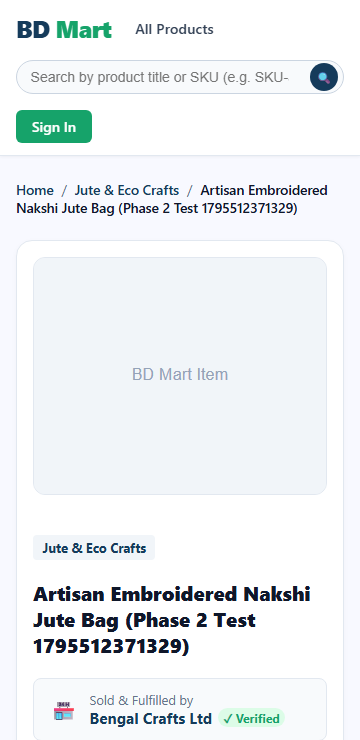 BD Mart All Products
Search by product title or SKU (e.g. SKU-
Sign In
Home / Jute & Eco Crafts / Artisan Embroidered
Nakshi Jute Bag (Phase 2 Test 1795512371329)
BD Mart Item
Jute & Eco Crafts
Artisan Embroidered Nakshi
Jute Bag (Phase 2 Test
1795512371329)
Sold & Fulfilled by
Bengal Crafts Ltd ✓ Verified